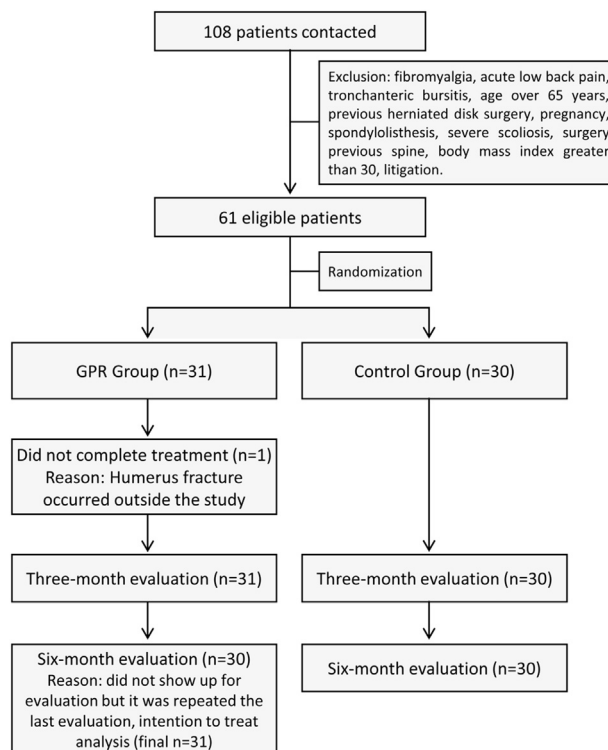 108 patients contacted
Exclusion: fibromyalgia, acute low back pain,
tronchanteric bursitis, age over 65 years,
previous herniated disk surgery, pregnancy,
spondylolisthesis, severe scoliosis, surgery
previous spine, body mass index greater
than 30, litigation.
61 eligible patients
Randomization
GPR Group (n=31)
Control Group (n=30)
Did not complete treatment (n=1)
Reason: Humerus fracture
occurred outside the study
Three-month evaluation (n=31)
Three-month evaluation (n=30)
Six-month evaluation (n=30)
Reason: did not show up for
evaluation but it was repeated the
last evaluation, intention to treat
analysis (final n=31)
Six-month evaluation (n=30)